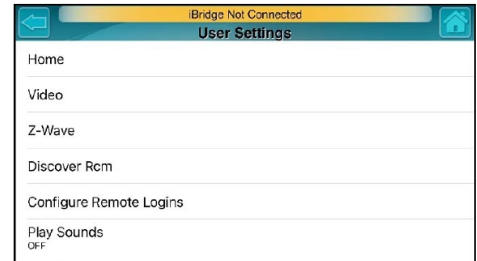 iBridge Not Connected
User Settings
Home
Video
Z-Wave
Discover Rcm
Configure Remote Logins
Play Sounds
OFF